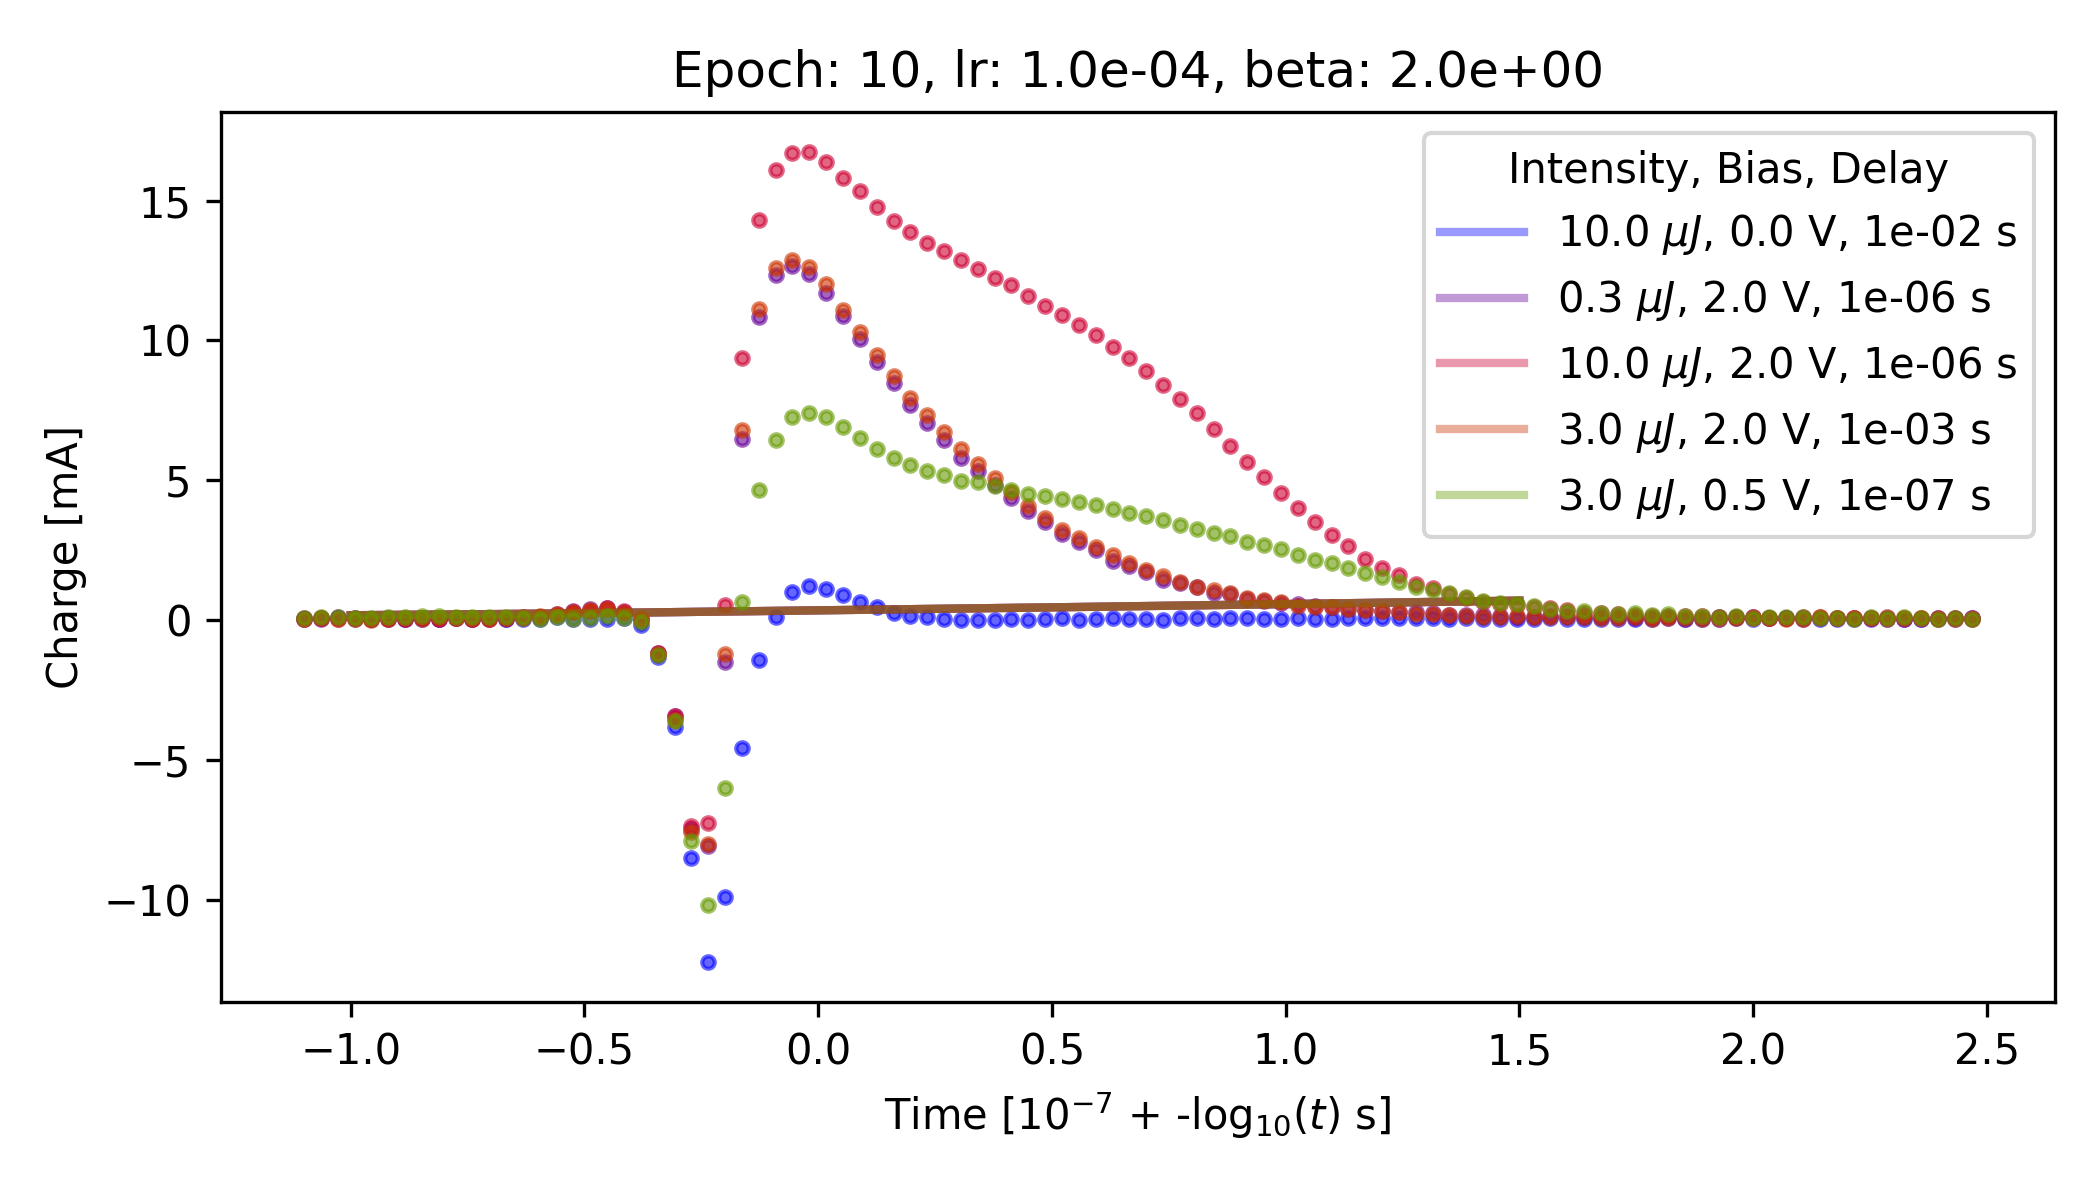 Epoch: 10, lr: 1.0e-04, beta: 2.0e+00
Charge [mA]
15
10
5
0
−5
−10
Intensity, Bias, Delay
10.0 μJ, 0.0 V, 1e-02 s
0.3 μJ, 2.0 V, 1e-06 s
10.0 μJ, 2.0 V, 1e-06 s
3.0 μJ, 2.0 V, 1e-03 s
3.0 μJ, 0.5 V, 1e-07 s
−1.0 −0.5 0.0 0.5 1.0 1.5 2.0 2.5
Time [10⁻⁷ + -log₁₀(t) s]